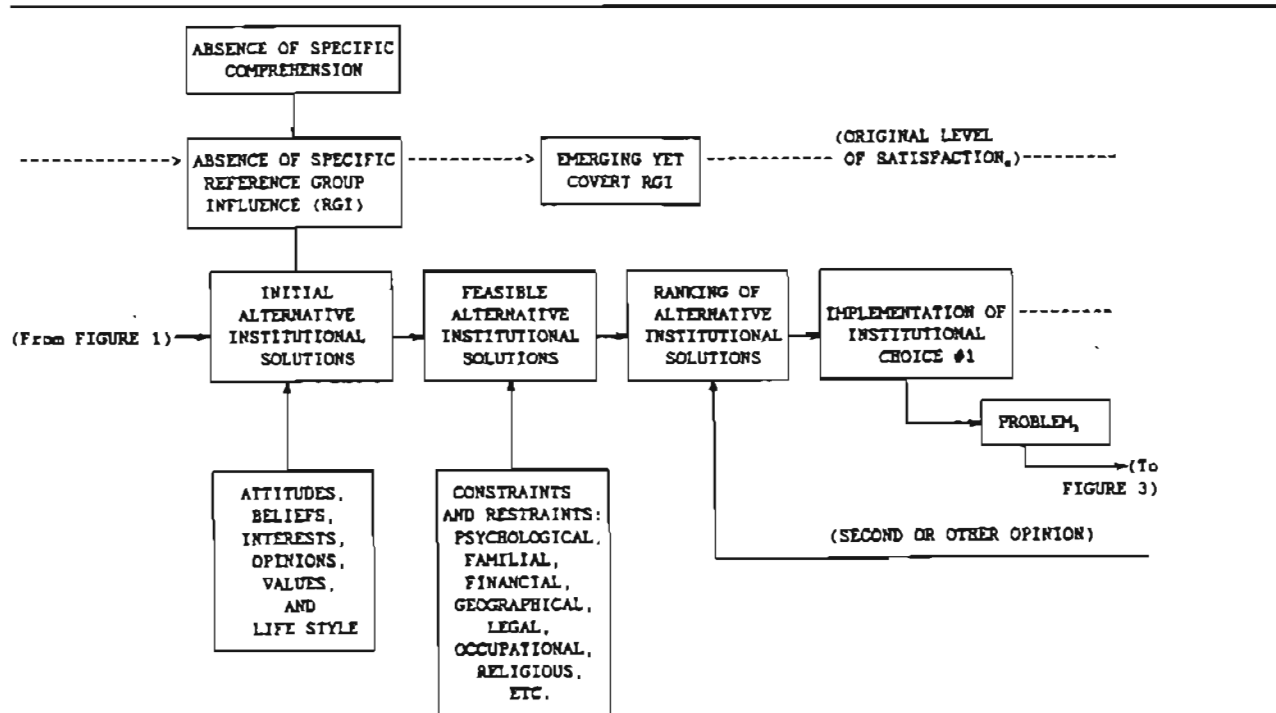 ABSENCE OF SPECIFIC
COMPREHENSION
ABSENCE OF SPECIFIC
REFERENCE GROUP
INFLUENCE (RGI)
EMERGING YET
COVERT RGI
(ORIGINAL LEVEL
OF SATISFACTION)
(From FIGURE 1)
INITIAL
ALTERNATIVE
INSTITUTIONAL
SOLUTIONS
FEASIBLE
ALTERNATIVE
INSTITUTIONAL
SOLUTIONS
RANKING OF
ALTERNATIVE
INSTITUTIONAL
SOLUTIONS
IMPLEMENTATION OF
INSTITUTIONAL
CHOICE #1
PROBLEM
(To
FIGURE 3)
(SECOND OR OTHER OPINION)
ATTITUDES,
BELIEFS,
INTERESTS,
OPINIONS,
VALUES,
AND
LIFE STYLE
CONSTRAINTS
AND RESTRAINTS:
PSYCHOLOGICAL,
FAMILIAL,
FINANCIAL,
GEOGRAPHICAL,
LEGAL,
OCCUPATIONAL,
RELIGIOUS,
ETC.